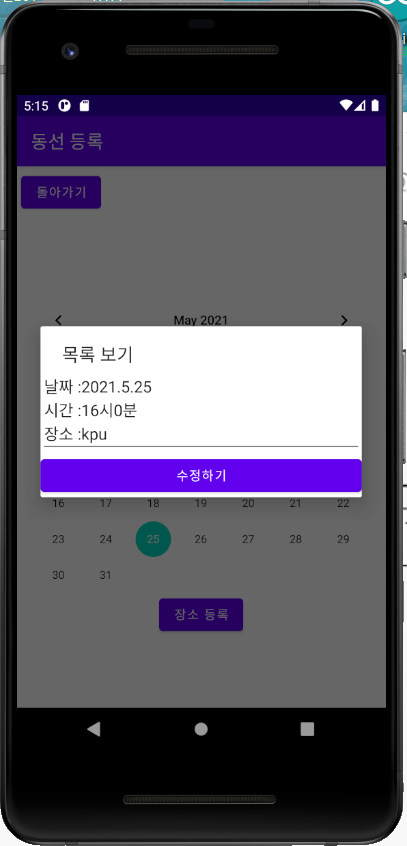 5:15
동선 등록
돌아가기
May 2021
목록 보기
날짜 :2021.5.25
시간 :16시0분
장소 :kpu
수정하기
16 17 18 19 20 21 22
23 24 25 26 27 28 29
30 31
장소 등록